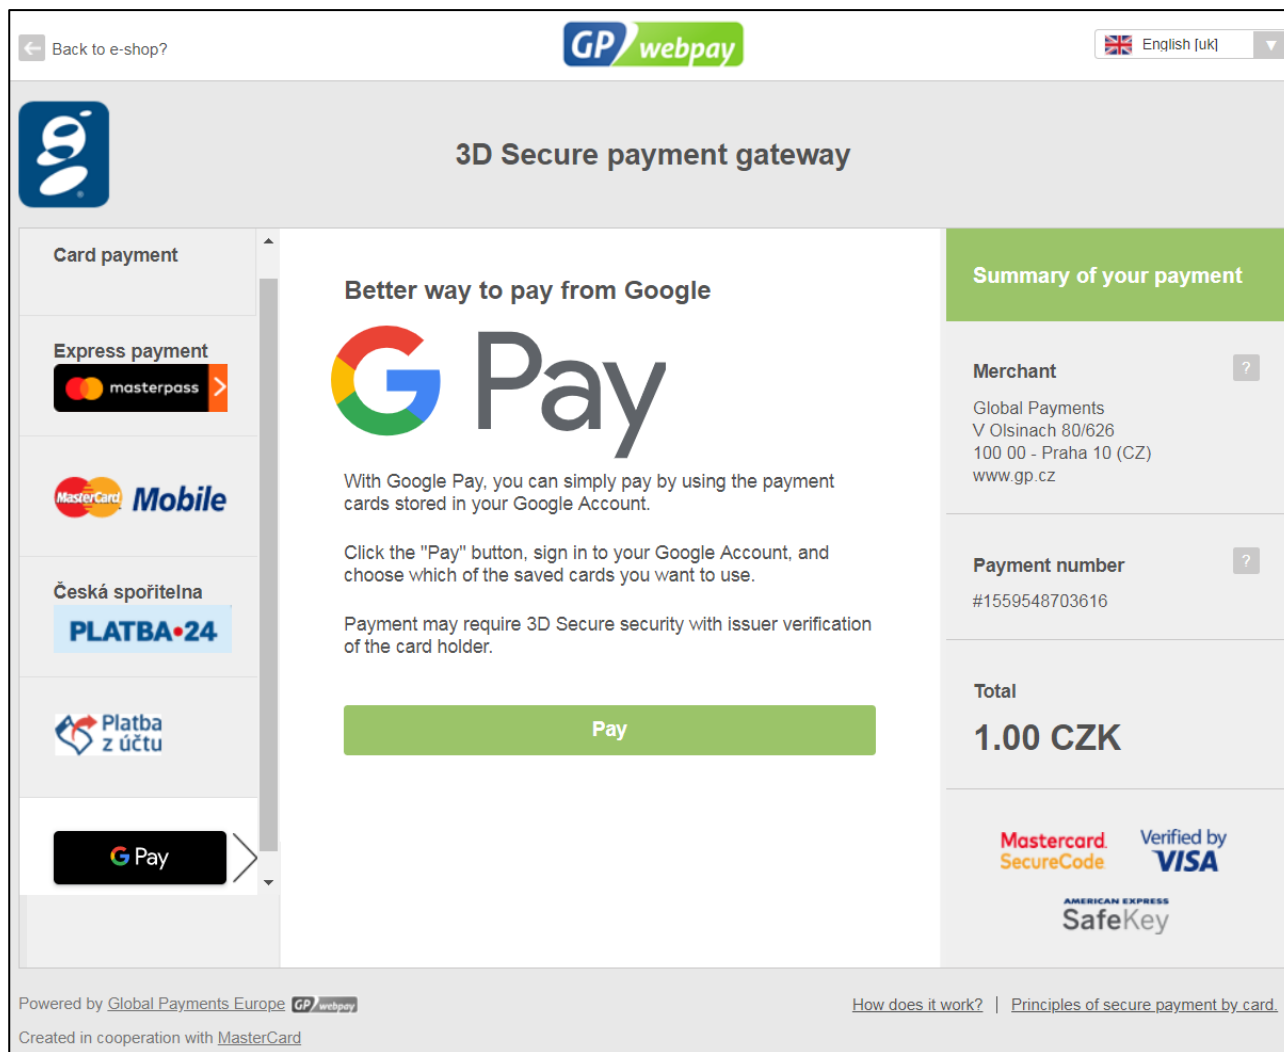 Back to e-shop?
GP webpay
English [uk]
3D Secure payment gateway
Card payment
Express payment
masterpass
MasterCard Mobile
Česká spořitelna
PLATBA•24
Platba
z účtu
G Pay
Better way to pay from Google
G Pay
With Google Pay, you can simply pay by using the payment
cards stored in your Google Account.
Click the "Pay" button, sign in to your Google Account, and
choose which of the saved cards you want to use.
Payment may require 3D Secure security with issuer verification
of the card holder.
Pay
Summary of your payment
Merchant
?
Global Payments
V Olsinach 80/626
100 00 - Praha 10 (CZ)
www.gp.cz
Payment number
?
#1559548703616
Total
1.00 CZK
Mastercard.
SecureCode
Verified by
VISA
AMERICAN EXPRESS
SafeKey
Powered by Global Payments Europe GP webpay
How does it work? | Principles of secure payment by card.
Created in cooperation with MasterCard